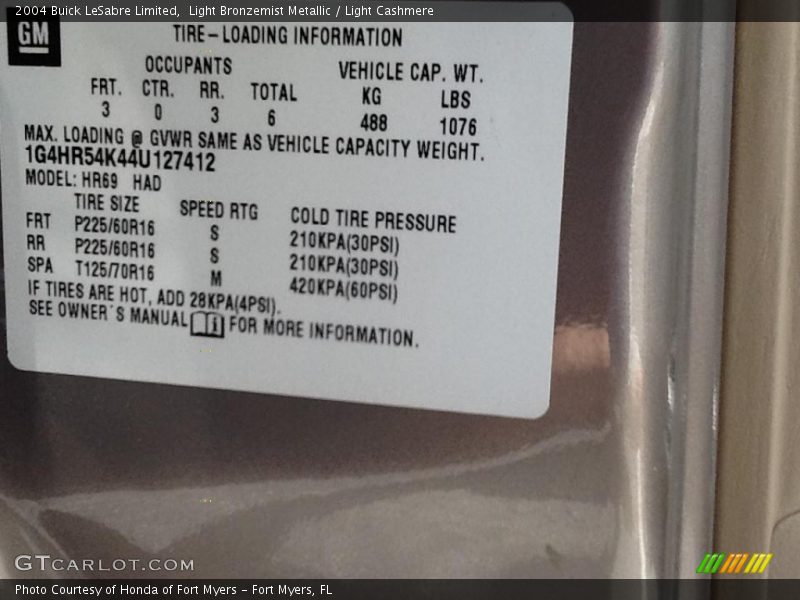 2004 Buick LeSabre Limited, Light Bronzemist Metallic / Light Cashmere
GM
TIRE-LOADING INFORMATION
OCCUPANTS VEHICLE CAP. WT.
FRT. CTR. RR. TOTAL KG LBS
3 0 3 6 488 1076
MAX. LOADING @ GVWR SAME AS VEHICLE CAPACITY WEIGHT.
1G4HR54K44U127412
MODEL: HR69 HAD
TIRE SIZE SPEED RTG COLD TIRE PRESSURE
FRT P225/60R16 S 210KPA(30PSI)
RR P225/60R16 S 210KPA(30PSI)
SPA T125/70R16 M 420KPA(60PSI)
IF TIRES ARE HOT, ADD 28KPA(4PSI).
SEE OWNER'S MANUAL FOR MORE INFORMATION.
GTCARLOT.COM
Photo Courtesy of Honda of Fort Myers - Fort Myers, FL